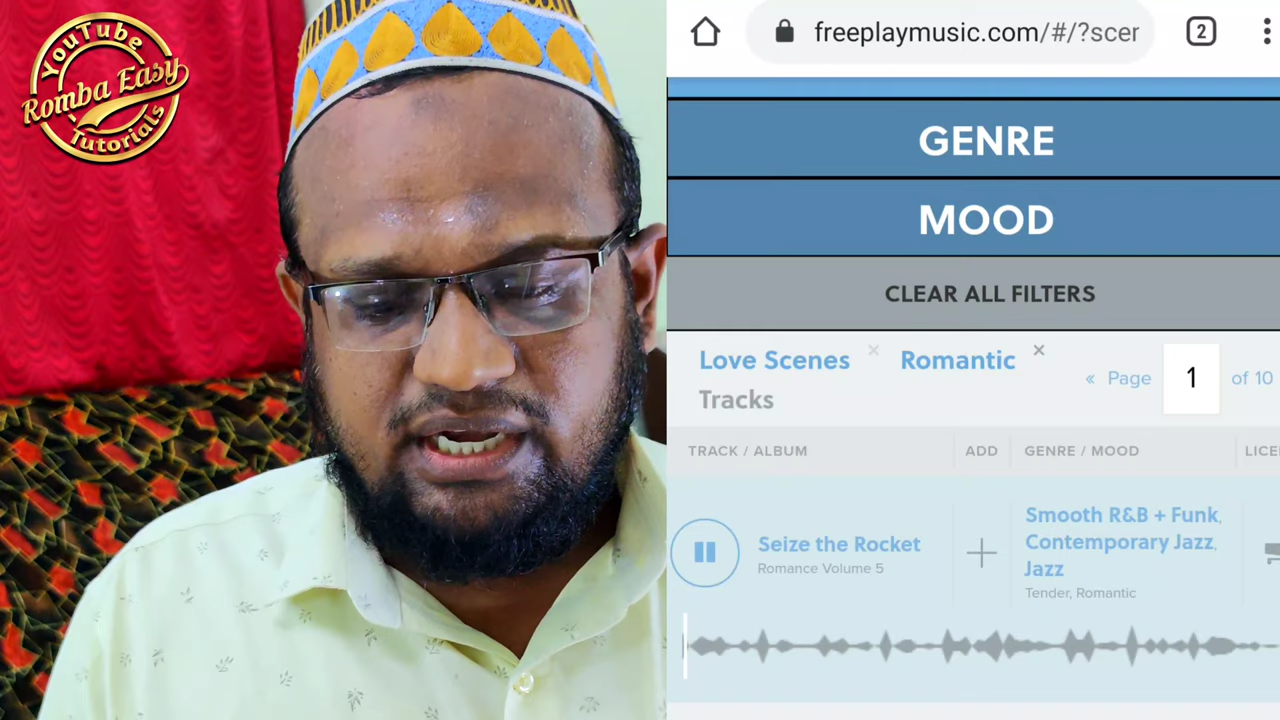 YouTube
Romba Easy
Tutorials
freeplaymusic.com/#/?scer
2
GENRE
MOOD
CLEAR ALL FILTERS
Love Scenes × Romantic ×
Tracks
« Page 1 of 10
TRACK / ALBUM ADD GENRE / MOOD LICE
Seize the Rocket
Romance Volume 5
Smooth R&B + Funk,
Contemporary Jazz,
Jazz
Tender, Romantic